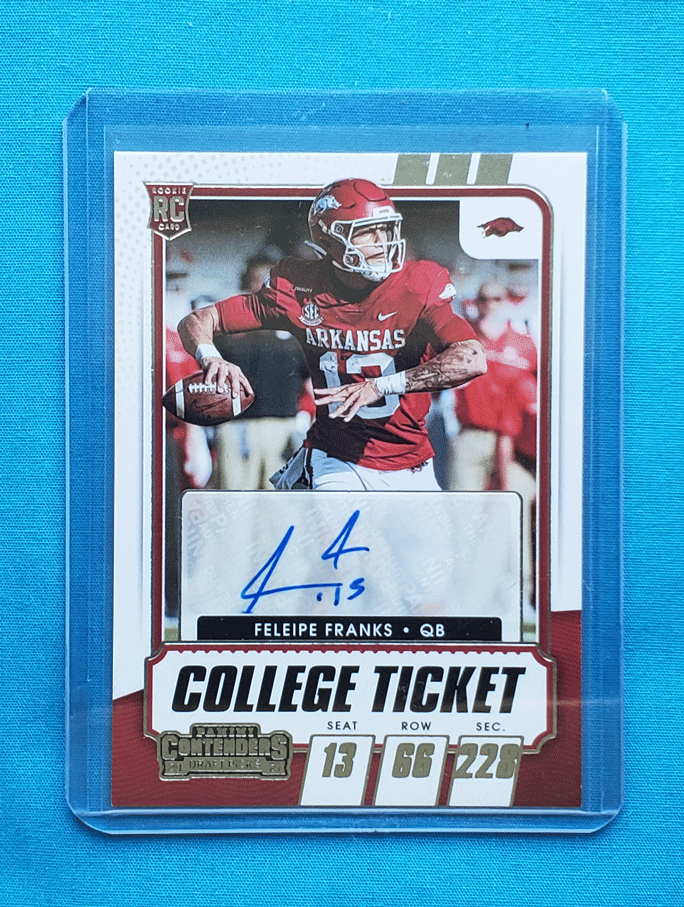 ROOKIE
RC
CARD
SEC
ARKANSAS
13
FELEIPE FRANKS • QB
COLLEGE TICKET
SEAT ROW SEC.
13 66 228
PANINI
CONTENDERS
DRAFT PICKS